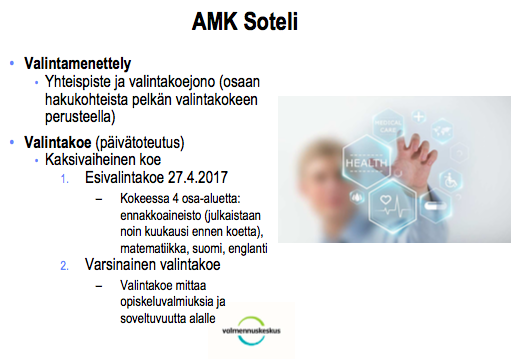 AMK Soteli
• Valintamenettely
• Yhteispiste ja valintakoejono (osaan
hakukohteista pelkän valintakokeen
perusteella)
• Valintakoe (päivätoteutus)
• Kaksivaiheinen koe
1. Esivalintakoe 27.4.2017
– Kokeessa 4 osa-aluetta:
ennakkoaineisto (julkaistaan
noin kuukausi ennen koetta),
matematiikka, suomi, englanti
2. Varsinainen valintakoe
– Valintakoe mittaa
opiskeluvalmiuksia ja
soveltuvuutta alalle
MEDICAL
CARE
HEALTH
valmennuskeskus